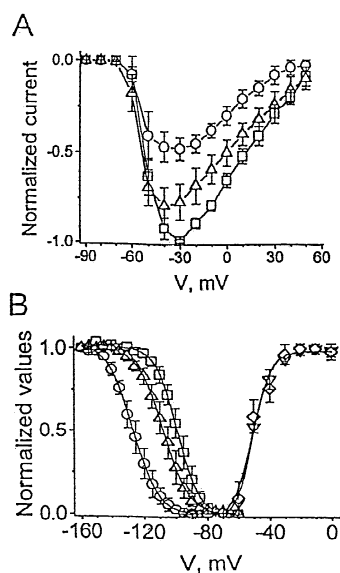 A
0.0
-0.5
-1.0
Normalized current
-90 -60 -30 0 30 60
V, mV
B
1.0
0.5
0.0
Normalized values
-160 -120 -80 -40 0
V, mV